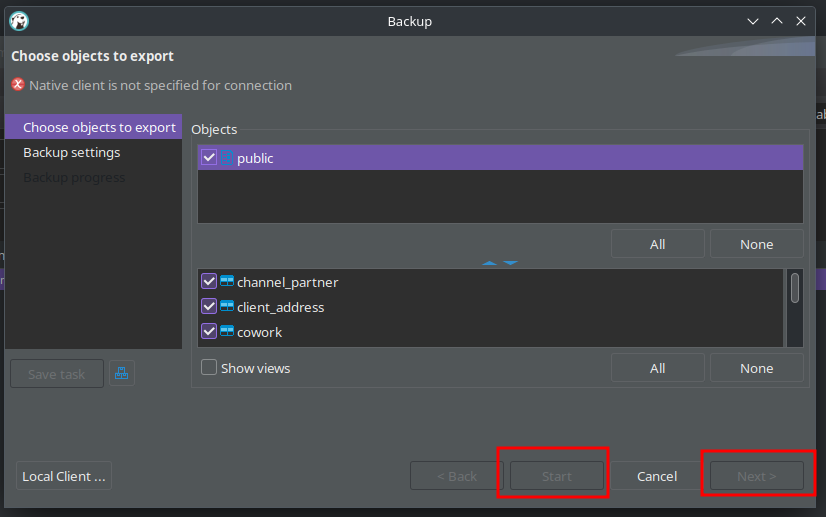 Backup
Choose objects to export
Native client is not specified for connection
Choose objects to export
Backup settings
Backup progress
Objects
public
All
None
channel_partner
client_address
cowork
Show views
All
None
Save task
Local Client ...
< Back
Start
Cancel
Next >